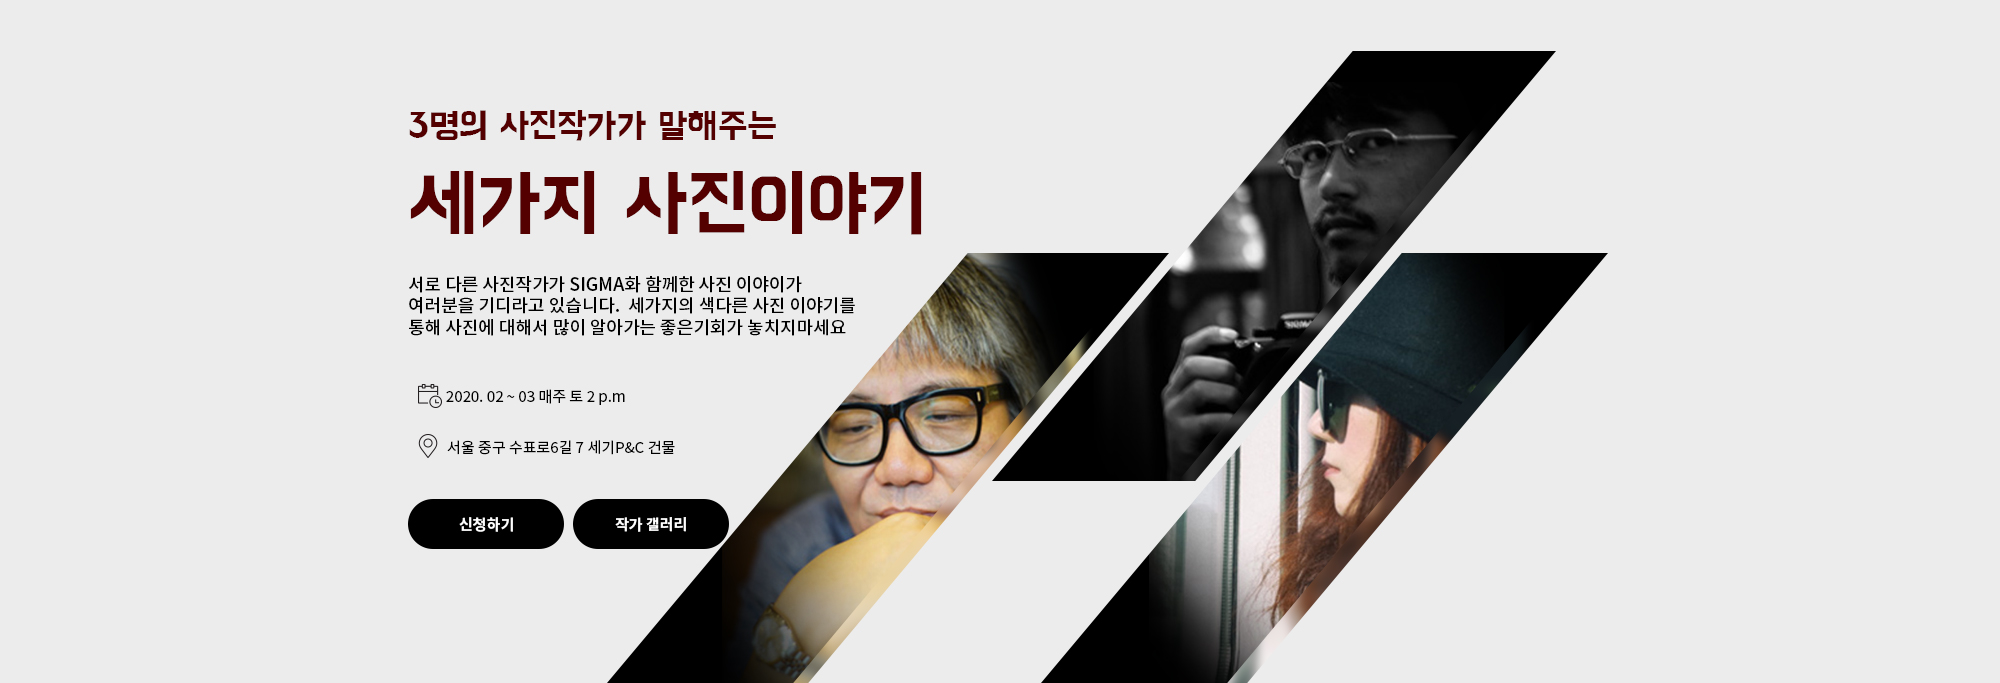 3명의 사진작가가 말해주는
세가지 사진이야기
서로 다른 사진작가가 SIGMA화 함께한 사진 이야이가
여러분을 기디라고 있습니다. 세가지의 색다른 사진 이야기를
통해 사진에 대해서 많이 알아가는 좋은기회가 놓치지마세요
2020. 02 ~ 03 매주 토 2 p.m
서울 중구 수표로6길 7 세기P&C 건물
신청하기
작가 갤러리
SIGMA